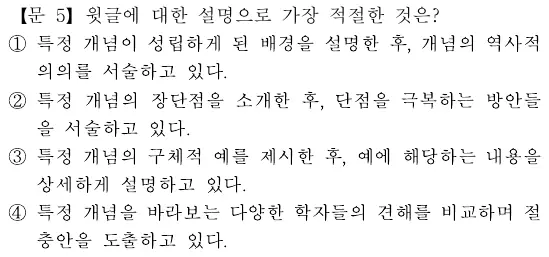 【문 5】 윗글에 대한 설명으로 가장 적절한 것은?
① 특정 개념이 성립하게 된 배경을 설명한 후, 개념의 역사적
의의를 서술하고 있다.
② 특정 개념의 장단점을 소개한 후, 단점을 극복하는 방안들
을 서술하고 있다.
③ 특정 개념의 구체적 예를 제시한 후, 예에 해당하는 내용을
상세하게 설명하고 있다.
④ 특정 개념을 바라보는 다양한 학자들의 견해를 비교하며 절
충안을 도출하고 있다.